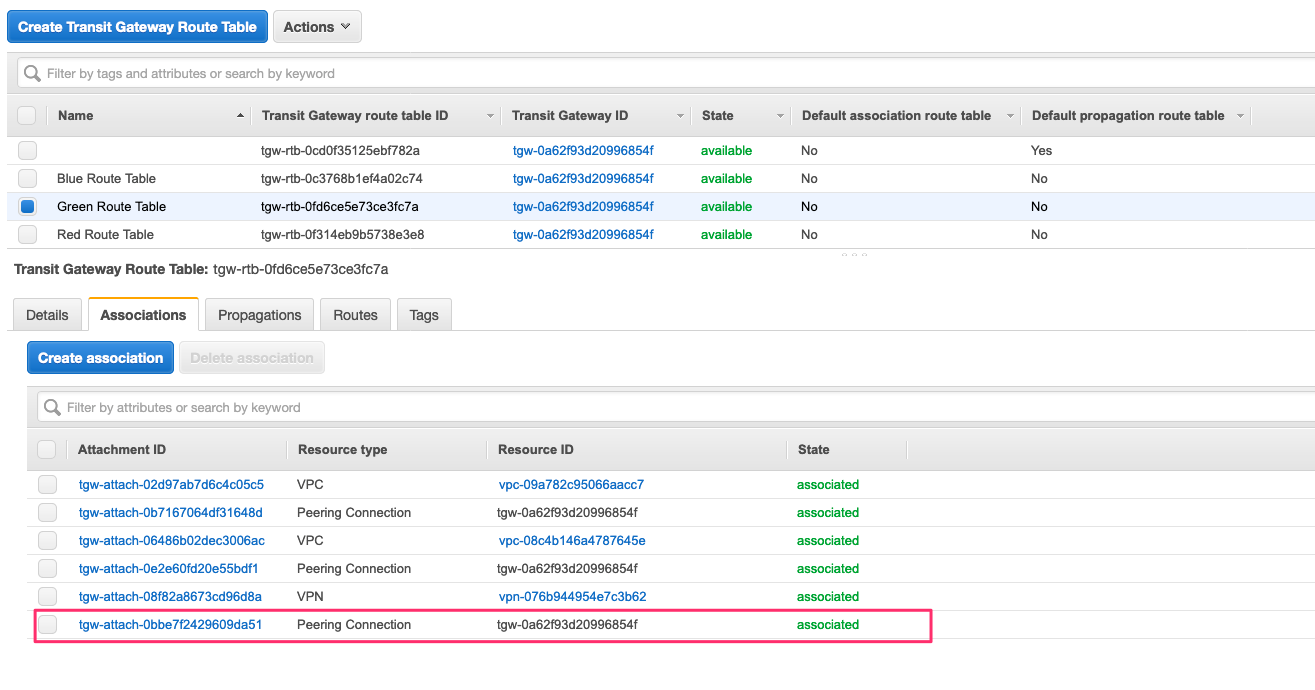 Create Transit Gateway Route Table Actions
Filter by tags and attributes or search by keyword
Name Transit Gateway route table ID Transit Gateway ID State Default association route table Default propagation route table
tgw-rtb-0cd0f35125ebf782a tgw-0a62f93d20996854f available No Yes
Blue Route Table tgw-rtb-0c3768b1ef4a02c74 tgw-0a62f93d20996854f available No No
Green Route Table tgw-rtb-0fd6ce5e73ce3fc7a tgw-0a62f93d20996854f available No No
Red Route Table tgw-rtb-0f314eb9b5738e3e8 tgw-0a62f93d20996854f available No No
Transit Gateway Route Table: tgw-rtb-0fd6ce5e73ce3fc7a
Details Associations Propagations Routes Tags
Create association Delete association
Filter by attributes or search by keyword
Attachment ID Resource type Resource ID State
tgw-attach-02d97ab7d6c4c05c5 VPC vpc-09a782c95066aacc7 associated
tgw-attach-0b7167064df31648d Peering Connection tgw-0a62f93d20996854f associated
tgw-attach-06486b02dec3006ac VPC vpc-08c4b146a4787645e associated
tgw-attach-0e2e60fd20e55bdf1 Peering Connection tgw-0a62f93d20996854f associated
tgw-attach-08f82a8673cd96d8a VPN vpn-076b944954e7c3b62 associated
tgw-attach-0bbe7f2429609da51 Peering Connection tgw-0a62f93d20996854f associated